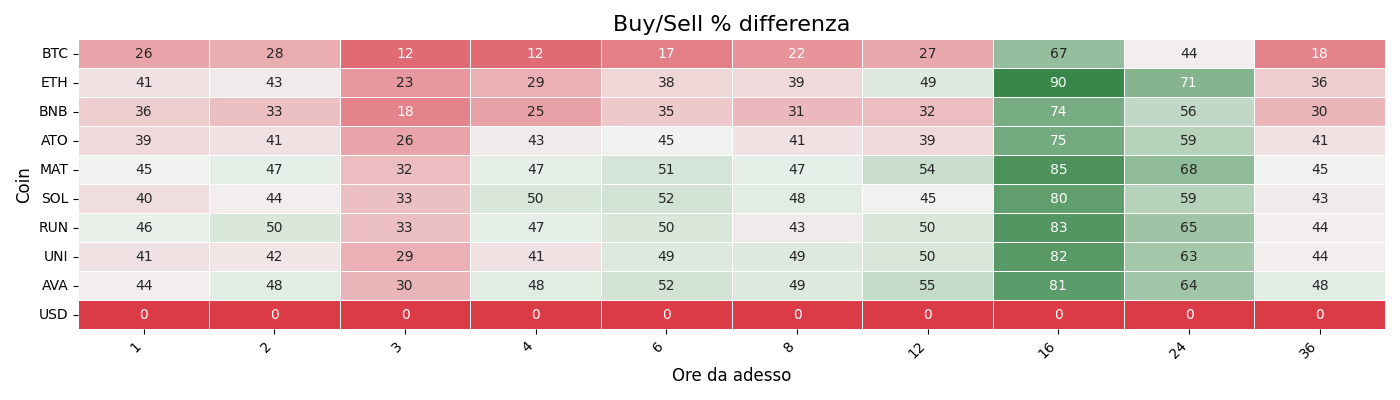 Buy/Sell % differenza
Coin
BTC 26 28 12 12 17 22 27 67 44 18
ETH 41 43 23 29 38 39 49 90 71 36
BNB 36 33 18 25 35 31 32 74 56 30
ATO 39 41 26 43 45 41 39 75 59 41
MAT 45 47 32 47 51 47 54 85 68 45
SOL 40 44 33 50 52 48 45 80 59 43
RUN 46 50 33 47 50 43 50 83 65 44
UNI 41 42 29 41 49 49 50 82 63 44
AVA 44 48 30 48 52 49 55 81 64 48
USD 0 0 0 0 0 0 0 0 0 0
1 2 3 4 6 8 12 16 24 36
Ore da adesso